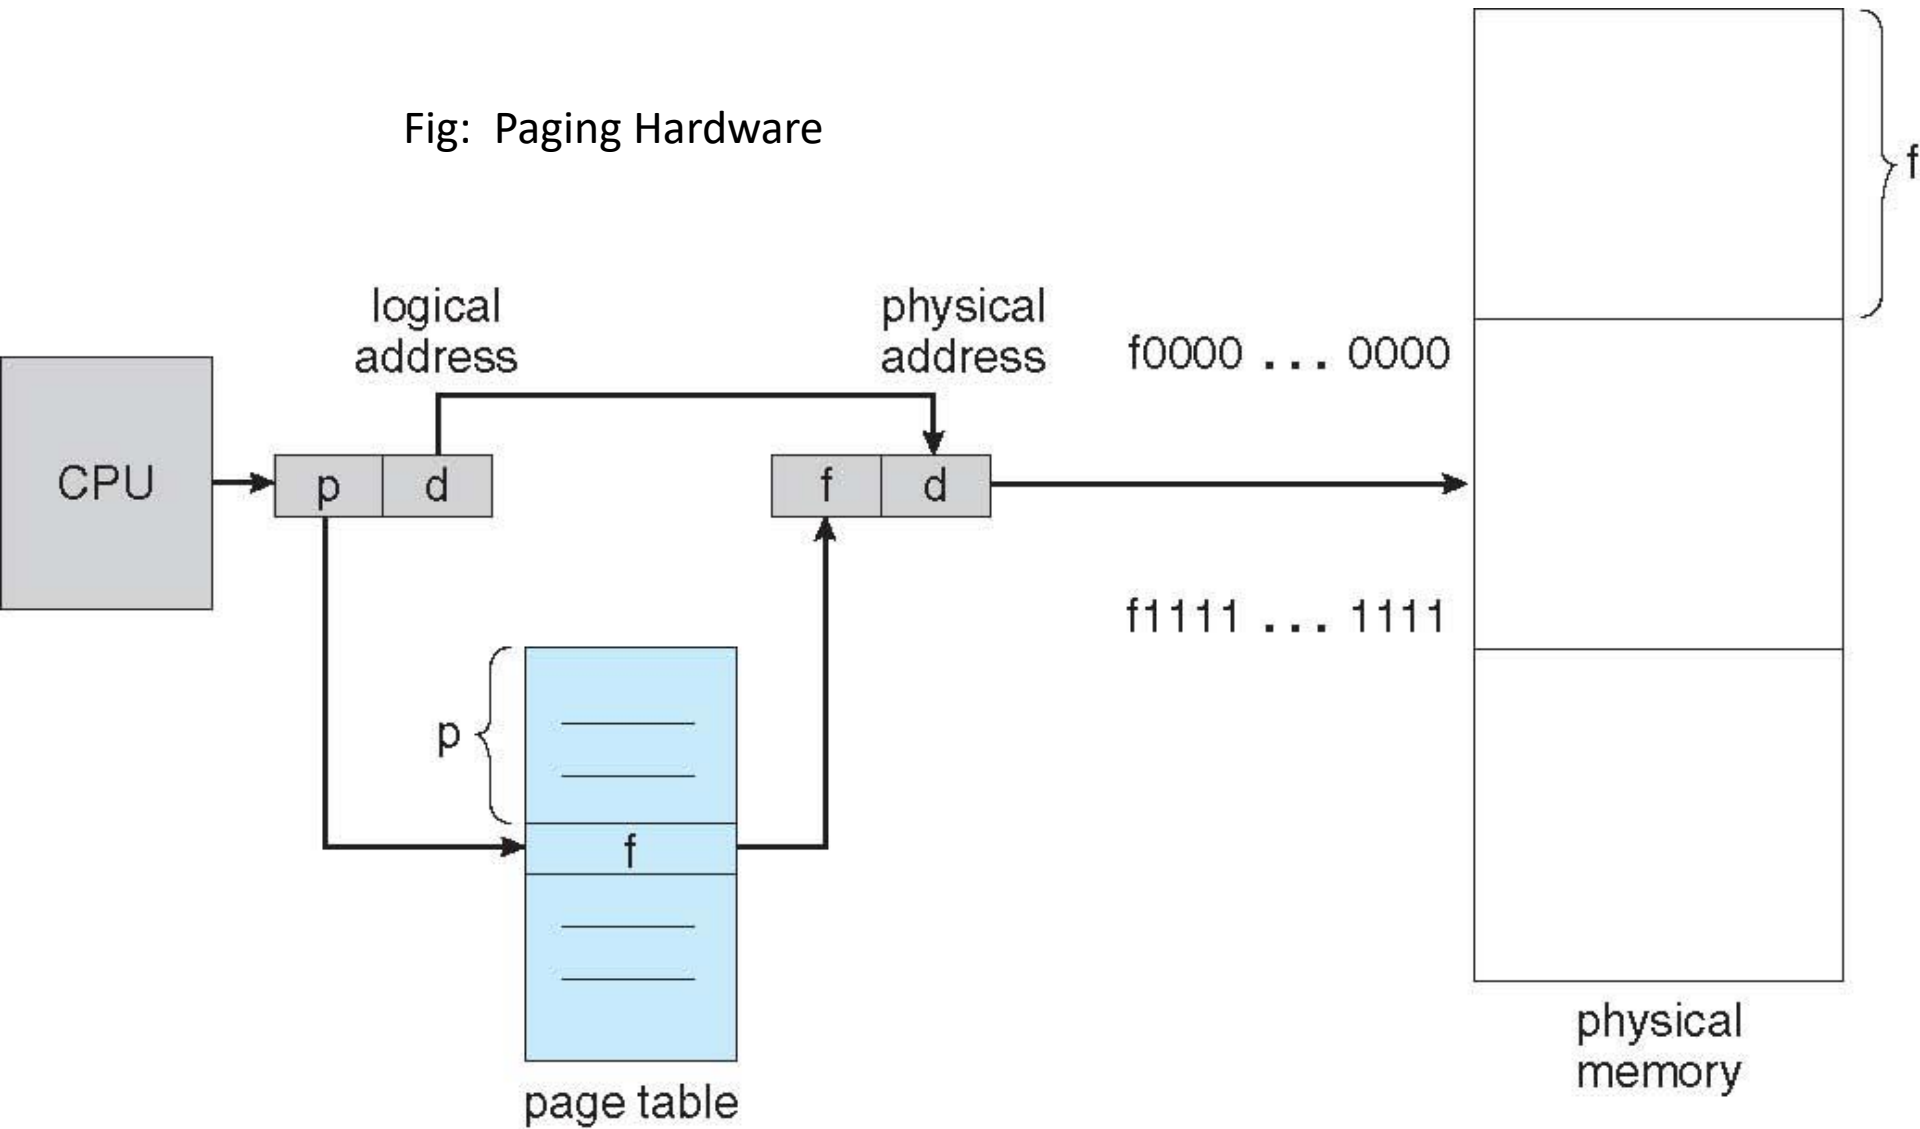 Fig: Paging Hardware
f
logical
address
physical
address
f0000 ... 0000
CPU
p
d
f
d
f1111 ... 1111
p
f
physical
memory
page table